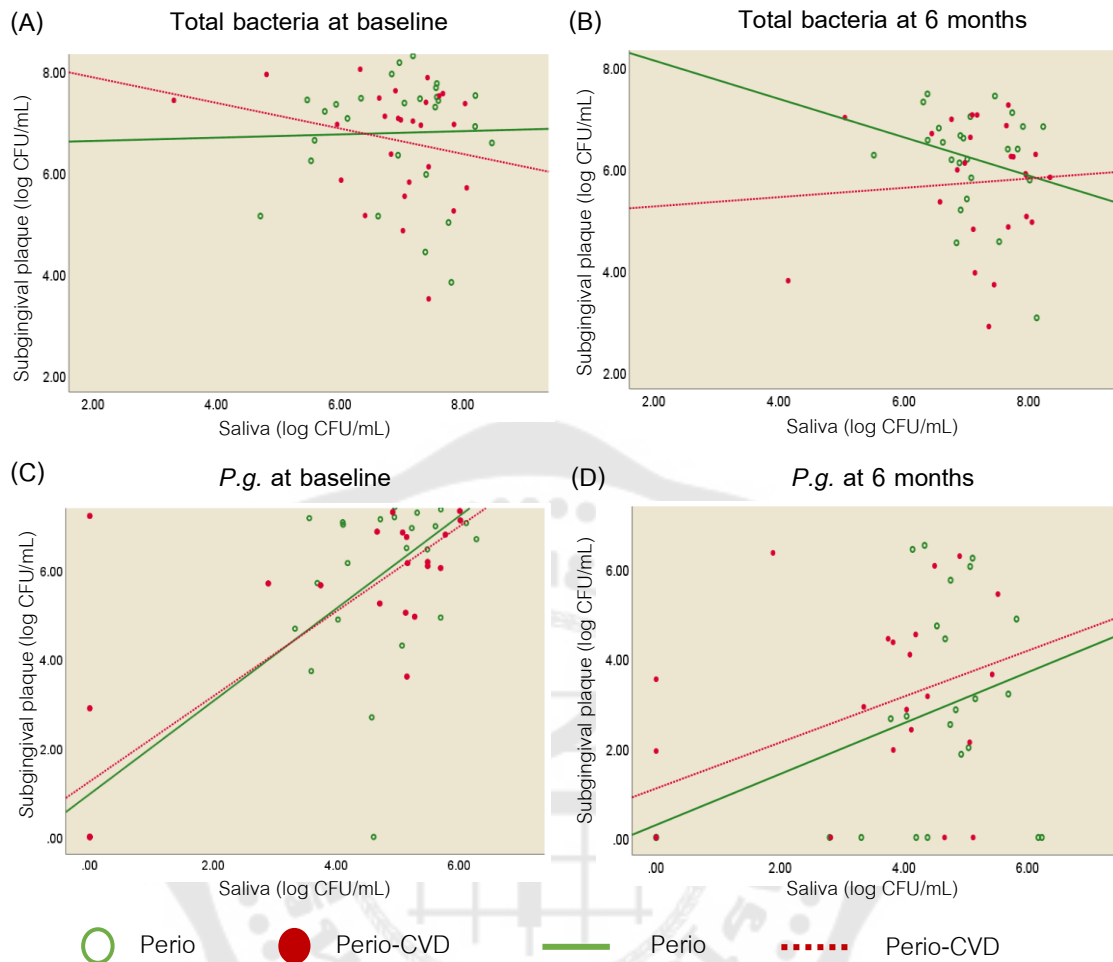 (A) Total bacteria at baseline
Subgingival plaque (log CFU/mL)
8.00
6.00
4.00
2.00
2.00 4.00 6.00 8.00
Saliva (log CFU/mL)
(B) Total bacteria at 6 months
Subgingival plaque (log CFU/mL)
8.00
6.00
4.00
2.00
2.00 4.00 6.00 8.00
Saliva (log CFU/mL)
(C) P.g. at baseline
Subgingival plaque (log CFU/mL)
6.00
4.00
2.00
.00
.00 2.00 4.00 6.00
Saliva (log CFU/mL)
(D) P.g. at 6 months
Subgingival plaque (log CFU/mL)
6.00
4.00
2.00
.00
.00 2.00 4.00 6.00
Saliva (log CFU/mL)
Perio Perio-CVD Perio Perio-CVD